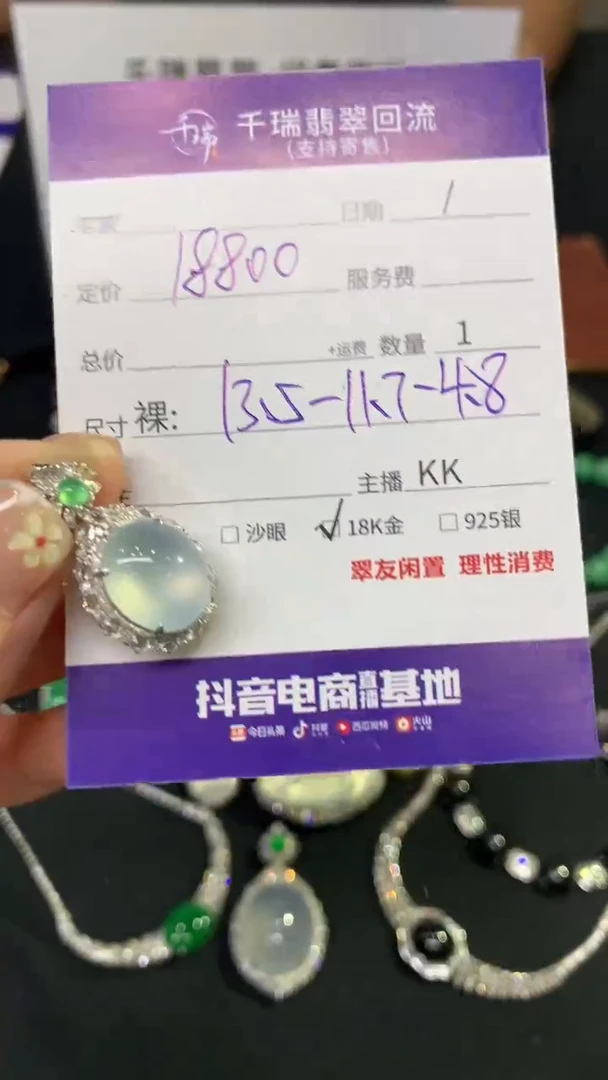 千瑞
千瑞翡翠回流
(支持寄售)
日期 /
定价 18800 服务费
总价 +运费 数量 1
尺寸 裸: 13.5-11.7-4.8
主播 KK
□沙眼 ☑18K金 □925银
翠友闲置 理性消费
抖音电商直播基地
今日头条 抖音 西瓜视频 火山